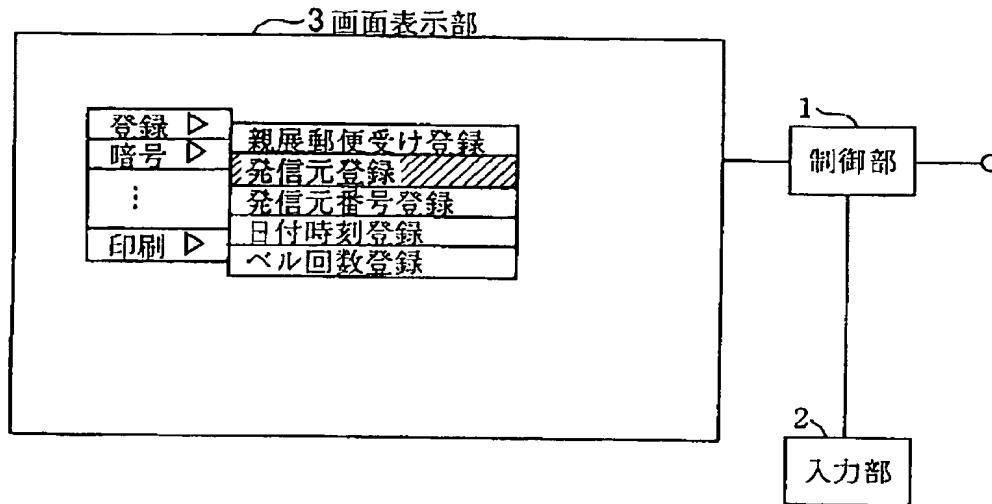 3 画面表示部
登録 ▷
暗号 ▷
⋮
印刷 ▷
親展郵便受け登録
発信元登録
発信元番号登録
日付時刻登録
ベル回数登録
1
制御部
2
入力部